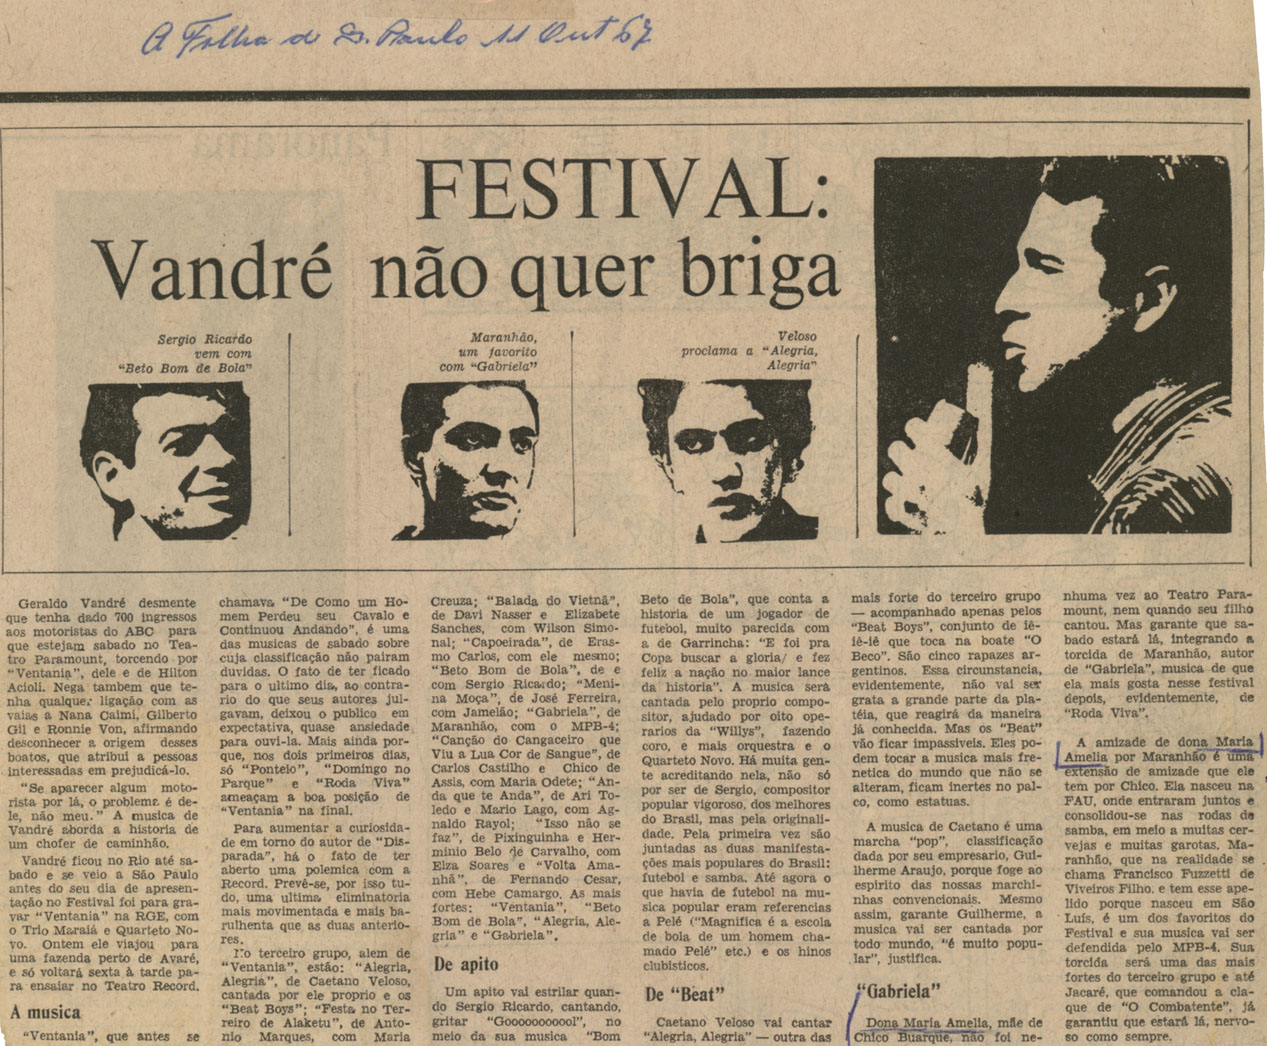 A Folha de S. Paulo 11 Out 67
FESTIVAL:
Vandré não quer briga
Sergio Ricardo
vem com
"Beto Bom de Bola"
Maranhão,
um favorito
com "Gabriela"
Veloso
proclama a "Alegria,
Alegria"
Geraldo Vandré desmente
que tenha dado 700 ingressos
aos motoristas do ABC para
que estejam sabado no Tea-
tro Paramount, torcendo por
"Ventania", dele e de Hilton
Acioli. Nega tambem que te-
nha qualquer ligação com as
vaias a Nana Caimi, Gilberto
Gil e Ronnie Von, afirmando
desconhecer a origem desses
boatos, que atribui a pessoas
interessadas em prejudicá-lo.
"Se aparecer algum moto-
rista por lá, o problema é de-
le, não meu." A musica de
Vandré aborda a historia de
um chofer de caminhão.
Vandré ficou no Rio até sa-
bado e se veio a São Paulo
antes do seu dia de apresen-
tação no Festival foi para gra-
var "Ventania" na RGE, com
o Trio Maraiá e Quarteto No-
vo. Ontem ele viajou para
uma fazenda perto de Avaré,
e só voltará sexta à tarde pa-
ra ensaiar no Teatro Record.
A musica
"Ventania", que antes se
chamava "De Como um Ho-
mem Perdeu seu Cavalo e
Continuou Andando", é uma
das musicas de sabado sobre
cuja classificação não pairam
duvidas. O fato de ter ficado
para o ultimo dia, ao contra-
rio do que seus autores jul-
gavam, deixou o publico em
expectativa, quase ansiedade
para ouvi-la. Mais ainda por-
que, nos dois primeiros dias,
só "Ponteio", "Domingo no
Parque" e "Roda Viva"
ameaçam a boa posição de
"Ventania" na final.
Para aumentar a curiosida-
de em torno do autor de "Dis-
parada", há o fato de ter
aberto uma polemica com a
Record. Prevê-se, por isso tu-
do, uma ultima eliminatoria
mais movimentada e mais ba-
rulhenta que as duas anterio-
res.
No terceiro grupo, alem de
"Ventania", estão: "Alegria,
Alegria", de Caetano Veloso,
cantada por ele proprio e os
"Beat Boys"; "Festa no Ter-
reiro de Alaketu", de Anto-
nio Marques, com Maria
Creuza; "Balada do Vietnã",
de Davi Nasser e Elizabete
Sanches, com Wilson Simo-
nal; "Capoeirada", de Eras-
mo Carlos, com ele mesmo;
"Beto Bom de Bola", de e
com Sergio Ricardo; "Meni-
na Moça", de José Ferreira,
com Jamelão; "Gabriela", de
Maranhão, com o MPB-4;
"Canção do Cangaceiro que
Viu a Lua Cor de Sangue", de
Carlos Castilho e Chico de
Assis, com Maria Odete; "An-
da que te Anda", de Ari To-
ledo e Mario Lago, com Ag-
naldo Rayol; "Isso não se
faz", de Pixinguinha e Her-
minio Belo de Carvalho, com
Elza Soares e "Volta Ama-
nhã", de Fernando Cesar,
com Hebe Camargo. As mais
fortes; "Ventania", "Beto
Bom de Bola", "Alegria, Ale-
gria" e "Gabriela".
De apito
Um apito vai estrilar quan-
do Sergio Ricardo, cantando,
gritar "Goooooooool", no
meio da sua musica "Bom
Beto de Bola", que conta a
historia de um jogador de
futebol, muito parecida com
a de Garrincha: "E foi pra
Copa buscar a gloria/ e fez
feliz a nação no maior lance
da historia". A musica será
cantada pelo proprio compo-
sitor, ajudado por oito ope-
rarios da "Willys", fazendo
coro, e mais orquestra e o
Quarteto Novo. Há muita gen-
te acreditando nela, não só
por ser de Sergio, compositor
popular vigoroso, dos melhores
do Brasil, mas pela originali-
dade. Pela primeira vez são
juntadas as duas manifesta-
ções mais populares do Brasil:
futebol e samba. Até agora o
que havia de futebol na mu-
sica popular eram referencias
a Pelé ("Magnifica é a escola
de bola de um homem cha-
mado Pelé" etc.) e os hinos
clubisticos.
De "Beat"
Caetano Veloso vai cantar
"Alegria, Alegria" — outra das
mais forte do terceiro grupo
— acompanhado apenas pelos
"Beat Boys", conjunto de iê-
iê-iê que toca na boate "O
Beco". São cinco rapazes ar-
gentinos. Essa circunstancia,
evidentemente, não vai ser
grata a grande parte da pla-
téia, que reagirá da maneira
já conhecida. Mas os "Beat"
vão ficar impassiveis. Eles po-
dem tocar a musica mais fre-
netica do mundo que não se
alteram, ficam inertes no pal-
co, como estatuas.
A musica de Caetano é uma
marcha "pop", classificação
dada por seu empresario, Gui-
lherme Araujo, porque foge ao
espirito das nossas marchi-
nhas convencionais. Mesmo
assim, garante Guilherme, a
musica vai ser cantada por
todo mundo, "é muito popu-
lar", justifica.
"Gabriela"
Dona Maria Amelia, mãe de
Chico Buarque, não foi ne-
nhuma vez ao Teatro Para-
mount, nem quando seu filho
cantou. Mas garante que sa-
bado estará lá, integrando a
torcida de Maranhão, autor
de "Gabriela", musica de que
ela mais gosta nesse festival
depois, evidentemente, de
"Roda Viva".
A amizade de dona Maria
Amelia por Maranhão é uma
extensão de amizade que ele
tem por Chico. Ela nasceu na
FAU, onde entraram juntos e
consolidou-se nas rodas de
samba, em meio a muitas cer-
vejas e muitas garotas. Ma-
ranhão, que na realidade se
chama Francisco Fuzzetti de
Viveiros Filho, e tem esse ape-
lido porque nasceu em São
Luís, é um dos favoritos do
Festival e sua musica vai ser
defendida pelo MPB-4. Sua
torcida será uma das mais
fortes do terceiro grupo e até
Jacaré, que comandou a cla-
que de "O Combatente", já
garantiu que estará lá, nervo-
so como sempre.